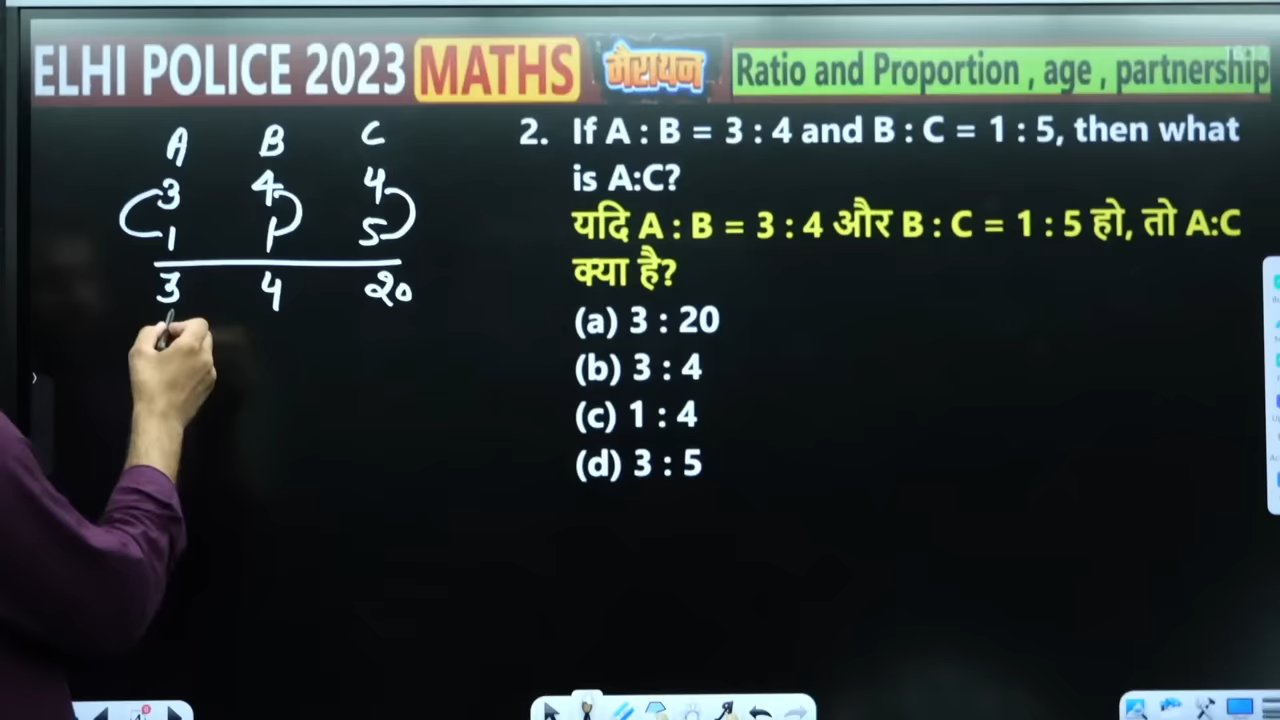 ELHI POLICE 2023 MATHS मैराथन Ratio and Proportion , age , partnership
A B C
3 4 4
1 1 5
3 4 20
2. If A : B = 3 : 4 and B : C = 1 : 5, then what
is A:C?
यदि A : B = 3 : 4 और B : C = 1 : 5 हो, तो A:C
क्या है?
(a) 3 : 20
(b) 3 : 4
(c) 1 : 4
(d) 3 : 5